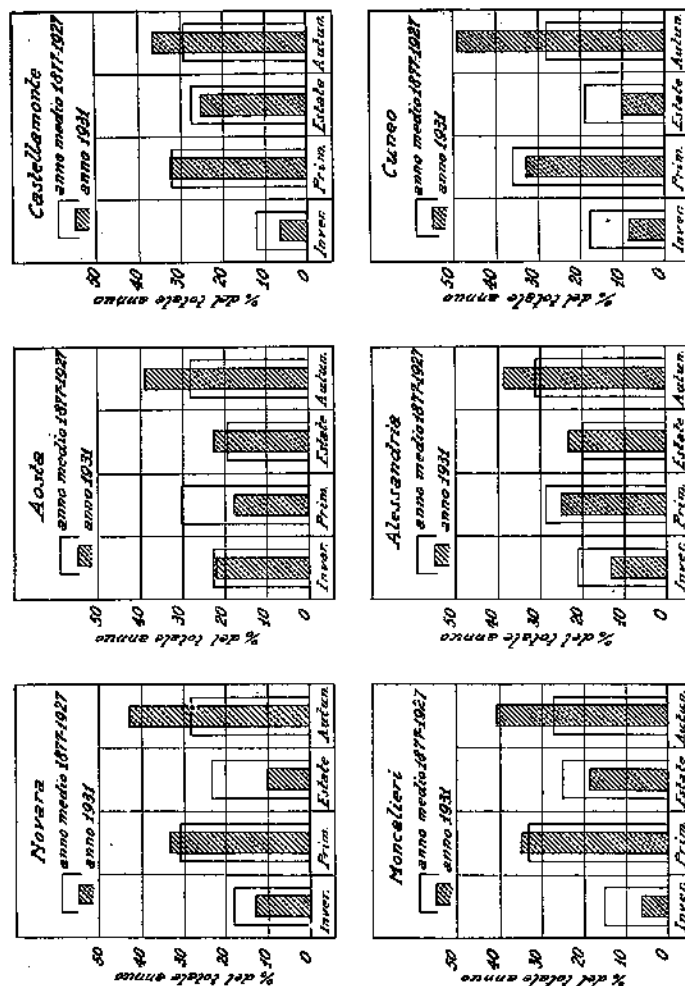 Novara
anno medio 1877-1927
anno 1931
% del totale annuo
50
40
30
20
10
0
Inver. Prim. Estate Autun.
Aosta
anno medio 1877-1927
anno 1931
% del totale annuo
50
40
30
20
10
0
Inver. Prim. Estate Autun.
Castellamonte
anno medio 1877-1927
anno 1931
% del totale annuo
50
40
30
20
10
0
Inver. Prim. Estate Autun.
Moncalieri
anno medio 1877-1927
anno 1931
% del totale annuo
50
40
30
20
10
0
Inver. Prim. Estate Autun.
Alessandria
anno medio 1877-1927
anno 1931
% del totale annuo
50
40
30
20
10
0
Inver. Prim. Estate Autun.
Cuneo
anno medio 1877-1927
anno 1931
% del totale annuo
50
40
30
20
10
0
Inver. Prim. Estate Autun.